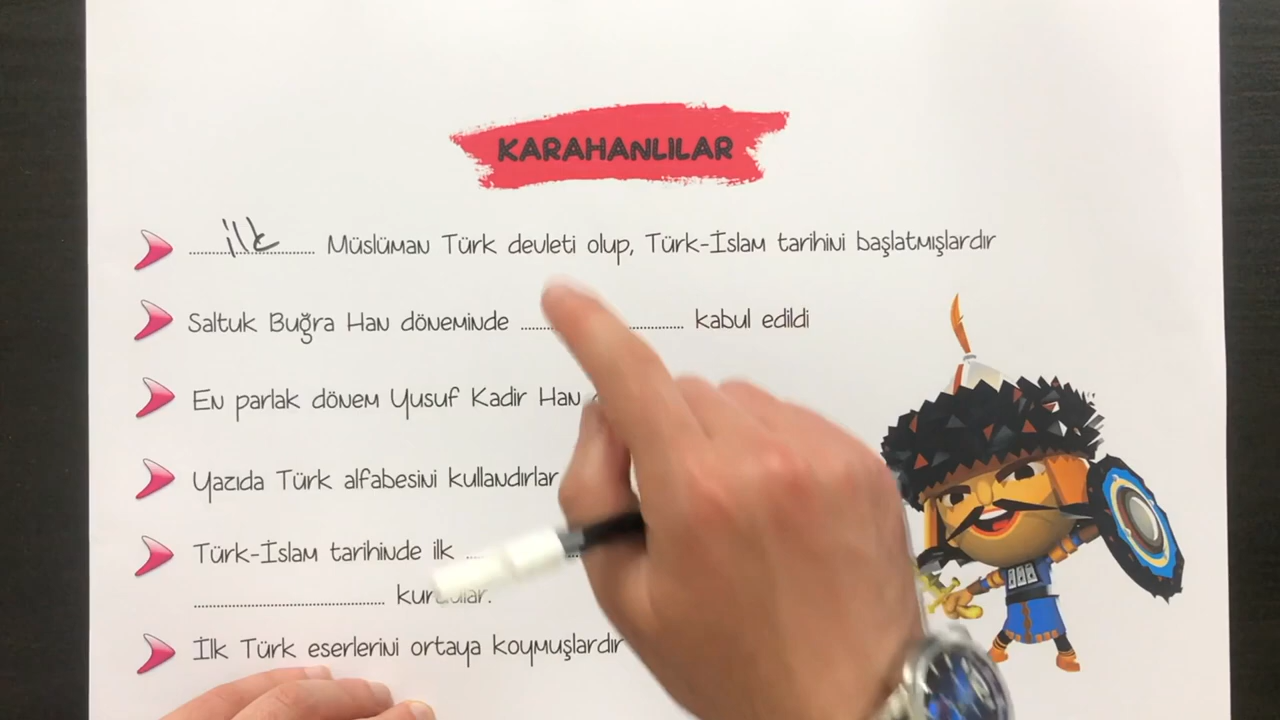 KARAHANLILAR
ilk Müslüman Türk devleti olup, Türk-İslam tarihini başlatmışlardır
Saltuk Buğra Han döneminde ........ kabul edildi
En parlak dönem Yusuf Kadir Han
Yazıda Türk alfabesini kullandırlar
Türk-İslam tarihinde ilk
........ kurdular.
İlk Türk eserlerini ortaya koymuşlardır